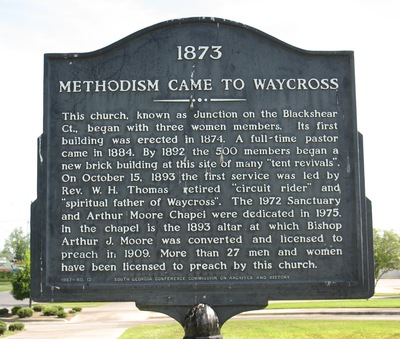 1873
METHODISM CAME TO WAYCROSS
This church, known as Junction on the Blackshear
Ct., began with three women members. Its first
building was erected in 1874. A full-time pastor
came in 1884. By 1892 the 500 members began a
new brick building at this site of many "tent revivals".
On October 15, 1893 the first service was led by
Rev. W. H. Thomas retired "circuit rider" and
"spiritual father of Waycross". The 1972 Sanctuary
and Arthur Moore Chapel were dedicated in 1975.
In the chapel is the 1893 altar at which Bishop
Arthur J. Moore was converted and licensed to
preach in 1909. More than 27 men and women
have been licensed to preach by this church.
SOUTH GEORGIA CONFERENCE COMMISSION ON ARCHIVES AND HISTORY